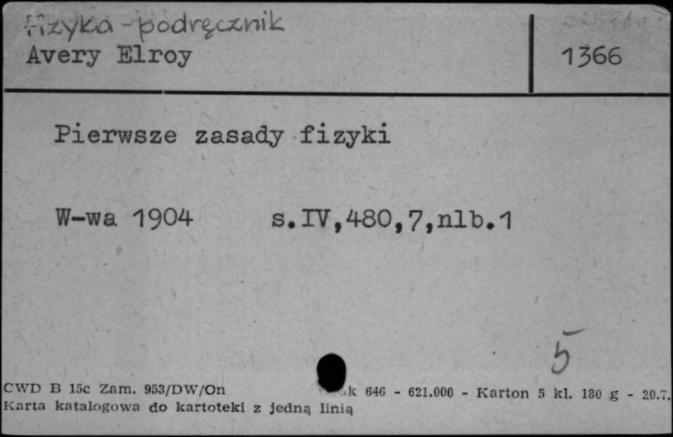 fizyka - podręcznik
Avery Elroy
1366
Pierwsze zasady fizyki
W-wa 1904 s.IV,480,7,nlb.1
5
CWD B 15c Zam. 953/DW/On k 646 - 621.000 - Karton 5 kl. 180 g - 20.7.
Karta katalogowa do kartoteki z jedną linią